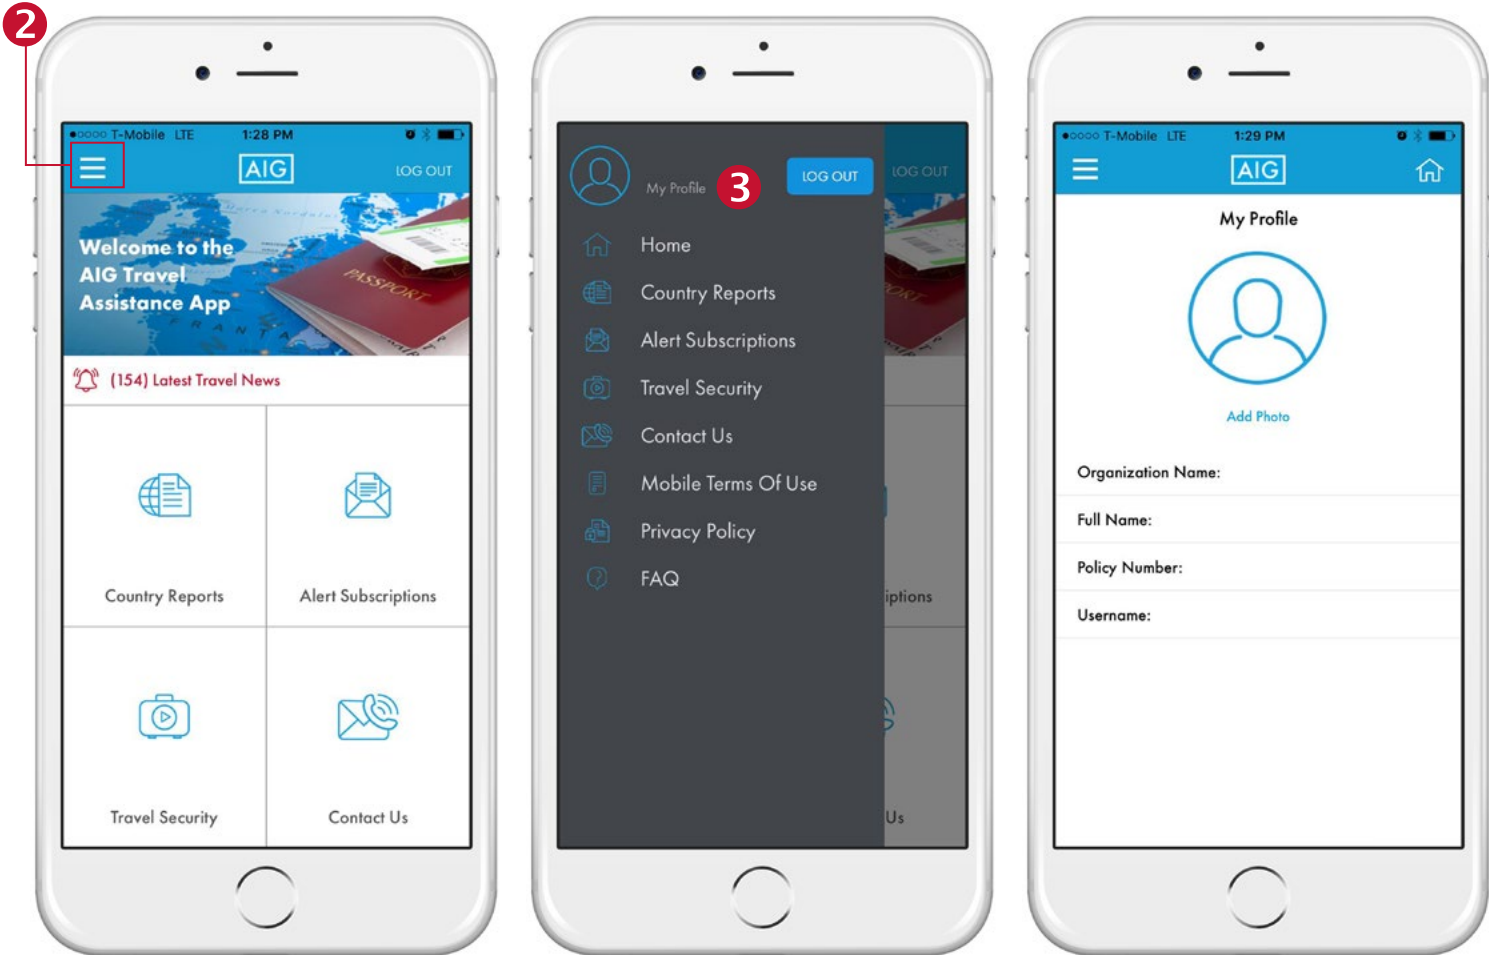 2
T-Mobile LTE 1:28 PM
AIG
LOG OUT
Welcome to the
AIG Travel
Assistance App
PASSPORT
(154) Latest Travel News
Country Reports
Alert Subscriptions
Travel Security
Contact Us
My Profile
3
LOG OUT
LOG OUT
Home
Country Reports
Alert Subscriptions
Travel Security
Contact Us
Mobile Terms Of Use
Privacy Policy
FAQ
iptions
Us
T-Mobile LTE 1:29 PM
AIG
My Profile
Add Photo
Organization Name:
Full Name:
Policy Number:
Username: